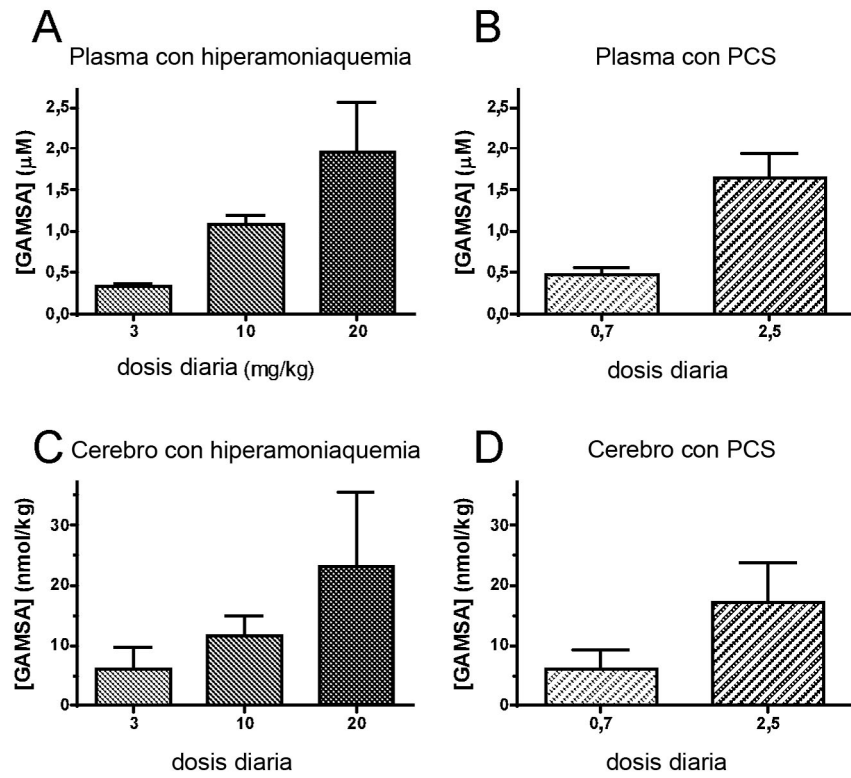 A
Plasma con hiperamoniaquemia
[GAMSA] (μM)
2,5
2,0
1,5
1,0
0,5
0,0
3 10 20
dosis diaria (mg/kg)
B
Plasma con PCS
[GAMSA] (μM)
2,5
2,0
1,5
1,0
0,5
0,0
0,7 2,5
dosis diaria
C
Cerebro con hiperamoniaquemia
[GAMSA] (nmol/kg)
30
20
10
0
3 10 20
dosis diaria
D
Cerebro con PCS
[GAMSA] (nmol/kg)
30
20
10
0
0,7 2,5
dosis diaria